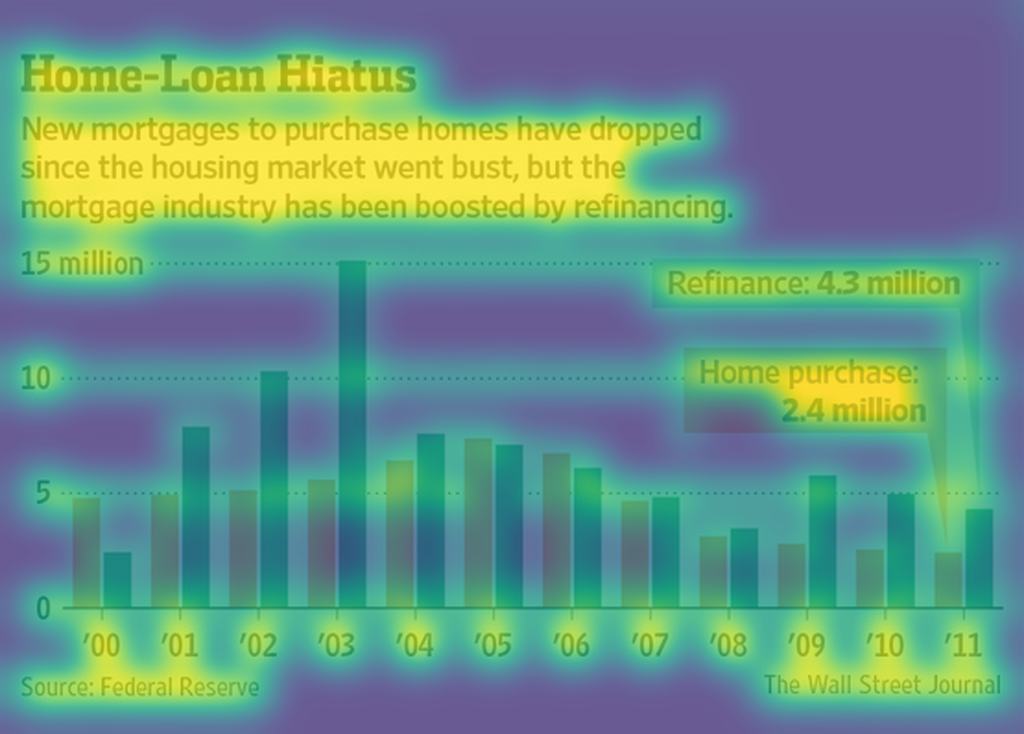 Home-Loan Hiatus
New mortgages to purchase homes have dropped
since the housing market went bust, but the
mortgage industry has been boosted by refinancing.
15 million
Refinance: 4.3 million
10
Home purchase:
2.4 million
5
0
'00 '01 '02 '03 '04 '05 '06 '07 '08 '09 '10 '11
Source: Federal Reserve
The Wall Street Journal